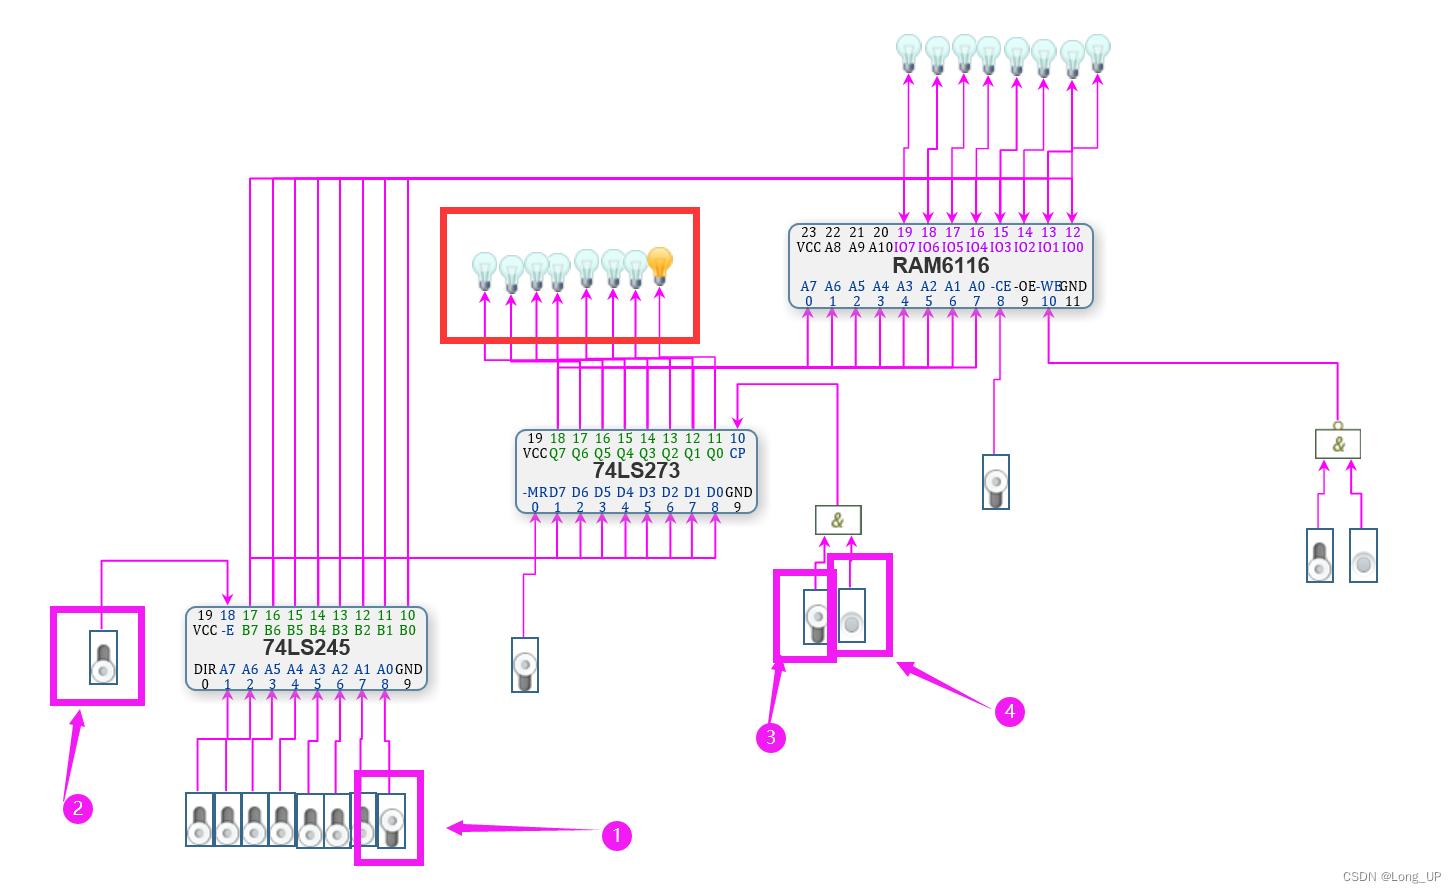 23 22 21 20 19 18 17 16 15 14 13 12
VCC A8 A9 A10 IO7 IO6 IO5 IO4 IO3 IO2 IO1 IO0
RAM6116
A7 A6 A5 A4 A3 A2 A1 A0 -CE -OE -WE GND
0 1 2 3 4 5 6 7 8 9 10 11
19 18 17 16 15 14 13 12 11 10
VCC Q7 Q6 Q5 Q4 Q3 Q2 Q1 Q0 CP
74LS273
-MR D7 D6 D5 D4 D3 D2 D1 D0 GND
0 1 2 3 4 5 6 7 8 9
&
&
19 18 17 16 15 14 13 12 11 10
VCC -E B7 B6 B5 B4 B3 B2 B1 B0
74LS245
DIR A7 A6 A5 A4 A3 A2 A1 A0 GND
0 1 2 3 4 5 6 7 8 9
4
3
2
1
CSDN @Long_UP